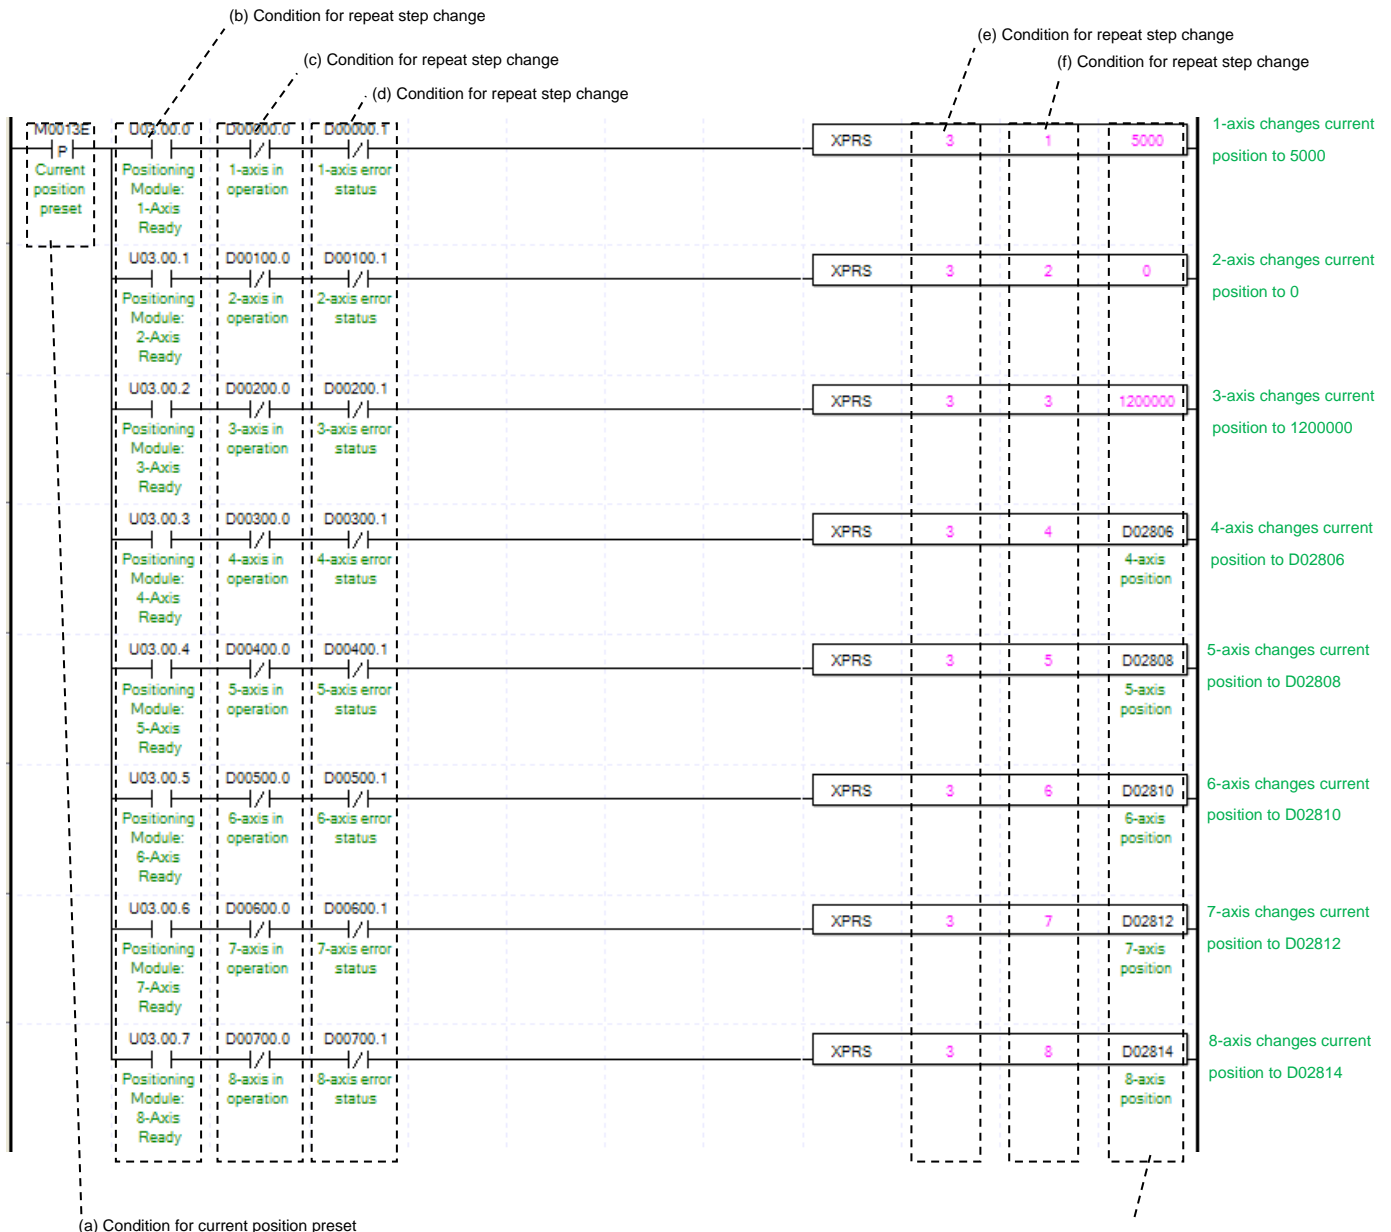 (b) Condition for repeat step change
(e) Condition for repeat step change
(c) Condition for repeat step change
(f) Condition for repeat step change
(d) Condition for repeat step change
M0013E U03.00.0 D00000.0 D00000.1
P
XPRS 3 1 5000
1-axis changes current
position to 5000
Current Positioning 1-axis in 1-axis error
position Module: operation status
preset 1-Axis
Ready
U03.00.1 D00100.0 D00100.1
XPRS 3 2 0
2-axis changes current
position to 0
Positioning 2-axis in 2-axis error
Module: operation status
2-Axis
Ready
U03.00.2 D00200.0 D00200.1
XPRS 3 3 1200000
3-axis changes current
position to 1200000
Positioning 3-axis in 3-axis error
Module: operation status
3-Axis
Ready
U03.00.3 D00300.0 D00300.1
XPRS 3 4 D02806
4-axis changes current
position to D02806
Positioning 4-axis in 4-axis error 4-axis
Module: operation status position
4-Axis
Ready
U03.00.4 D00400.0 D00400.1
XPRS 3 5 D02808
5-axis changes current
position to D02808
Positioning 5-axis in 5-axis error 5-axis
Module: operation status position
5-Axis
Ready
U03.00.5 D00500.0 D00500.1
XPRS 3 6 D02810
6-axis changes current
position to D02810
Positioning 6-axis in 6-axis error 6-axis
Module: operation status position
6-Axis
Ready
U03.00.6 D00600.0 D00600.1
XPRS 3 7 D02812
7-axis changes current
position to D02812
Positioning 7-axis in 7-axis error 7-axis
Module: operation status position
7-Axis
Ready
U03.00.7 D00700.0 D00700.1
XPRS 3 8 D02814
8-axis changes current
position to D02814
Positioning 8-axis in 8-axis error 8-axis
Module: operation status position
8-Axis
Ready
(a) Condition for current position preset